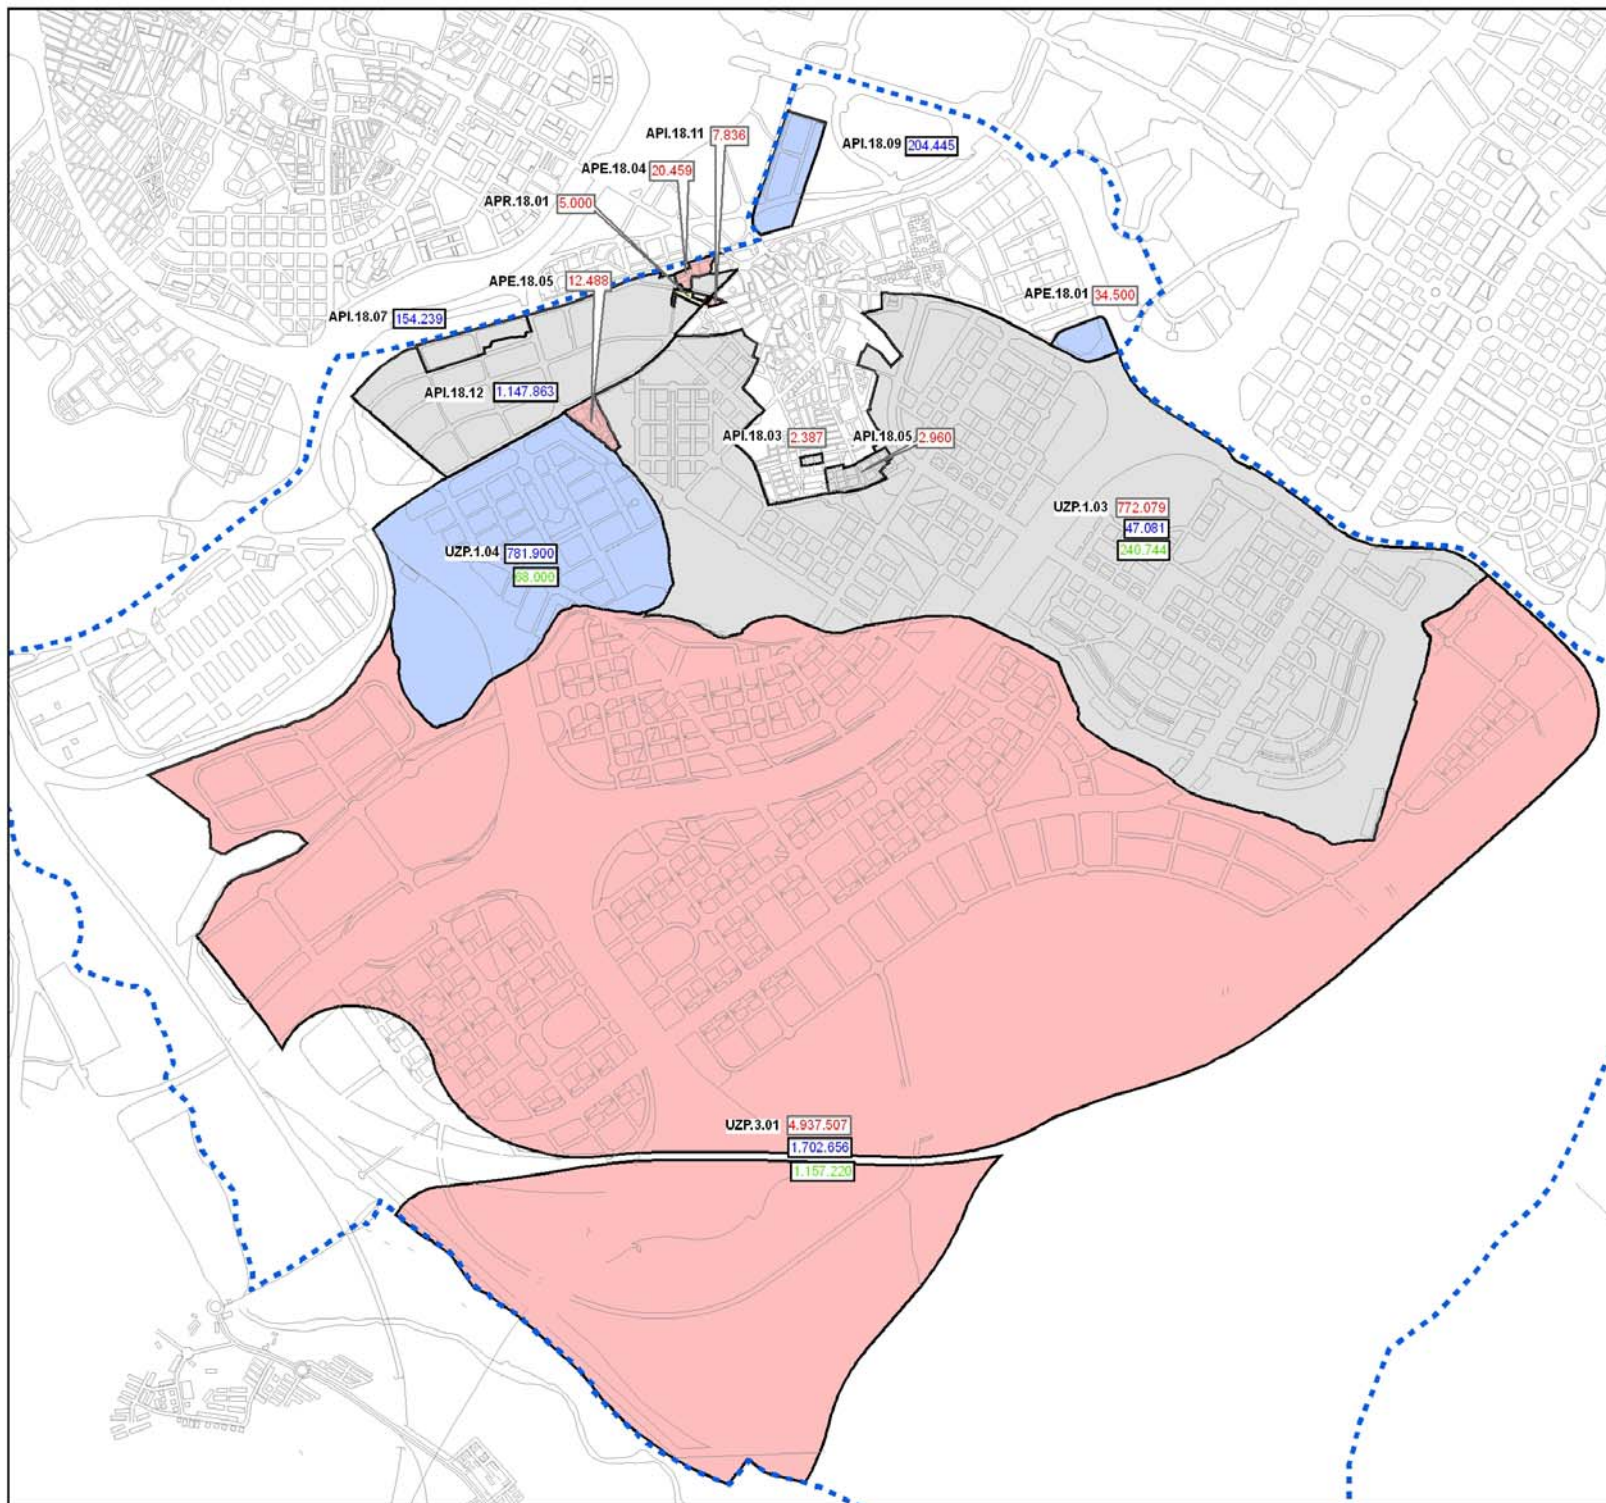 API.18.11 7.836
API.18.09 204.445
APE.18.04 20.459
APR.18.01 5.000
APE.18.05 12.488
APE.18.01 34.500
API.18.07 154.239
API.18.12 1.147.863
API.18.03 2.387
API.18.05 2.960
UZP.1.03 772.079
47.081
240.744
UZP.1.04 781.900
68.000
UZP.3.01 4.937.507
1.702.656
1.157.220